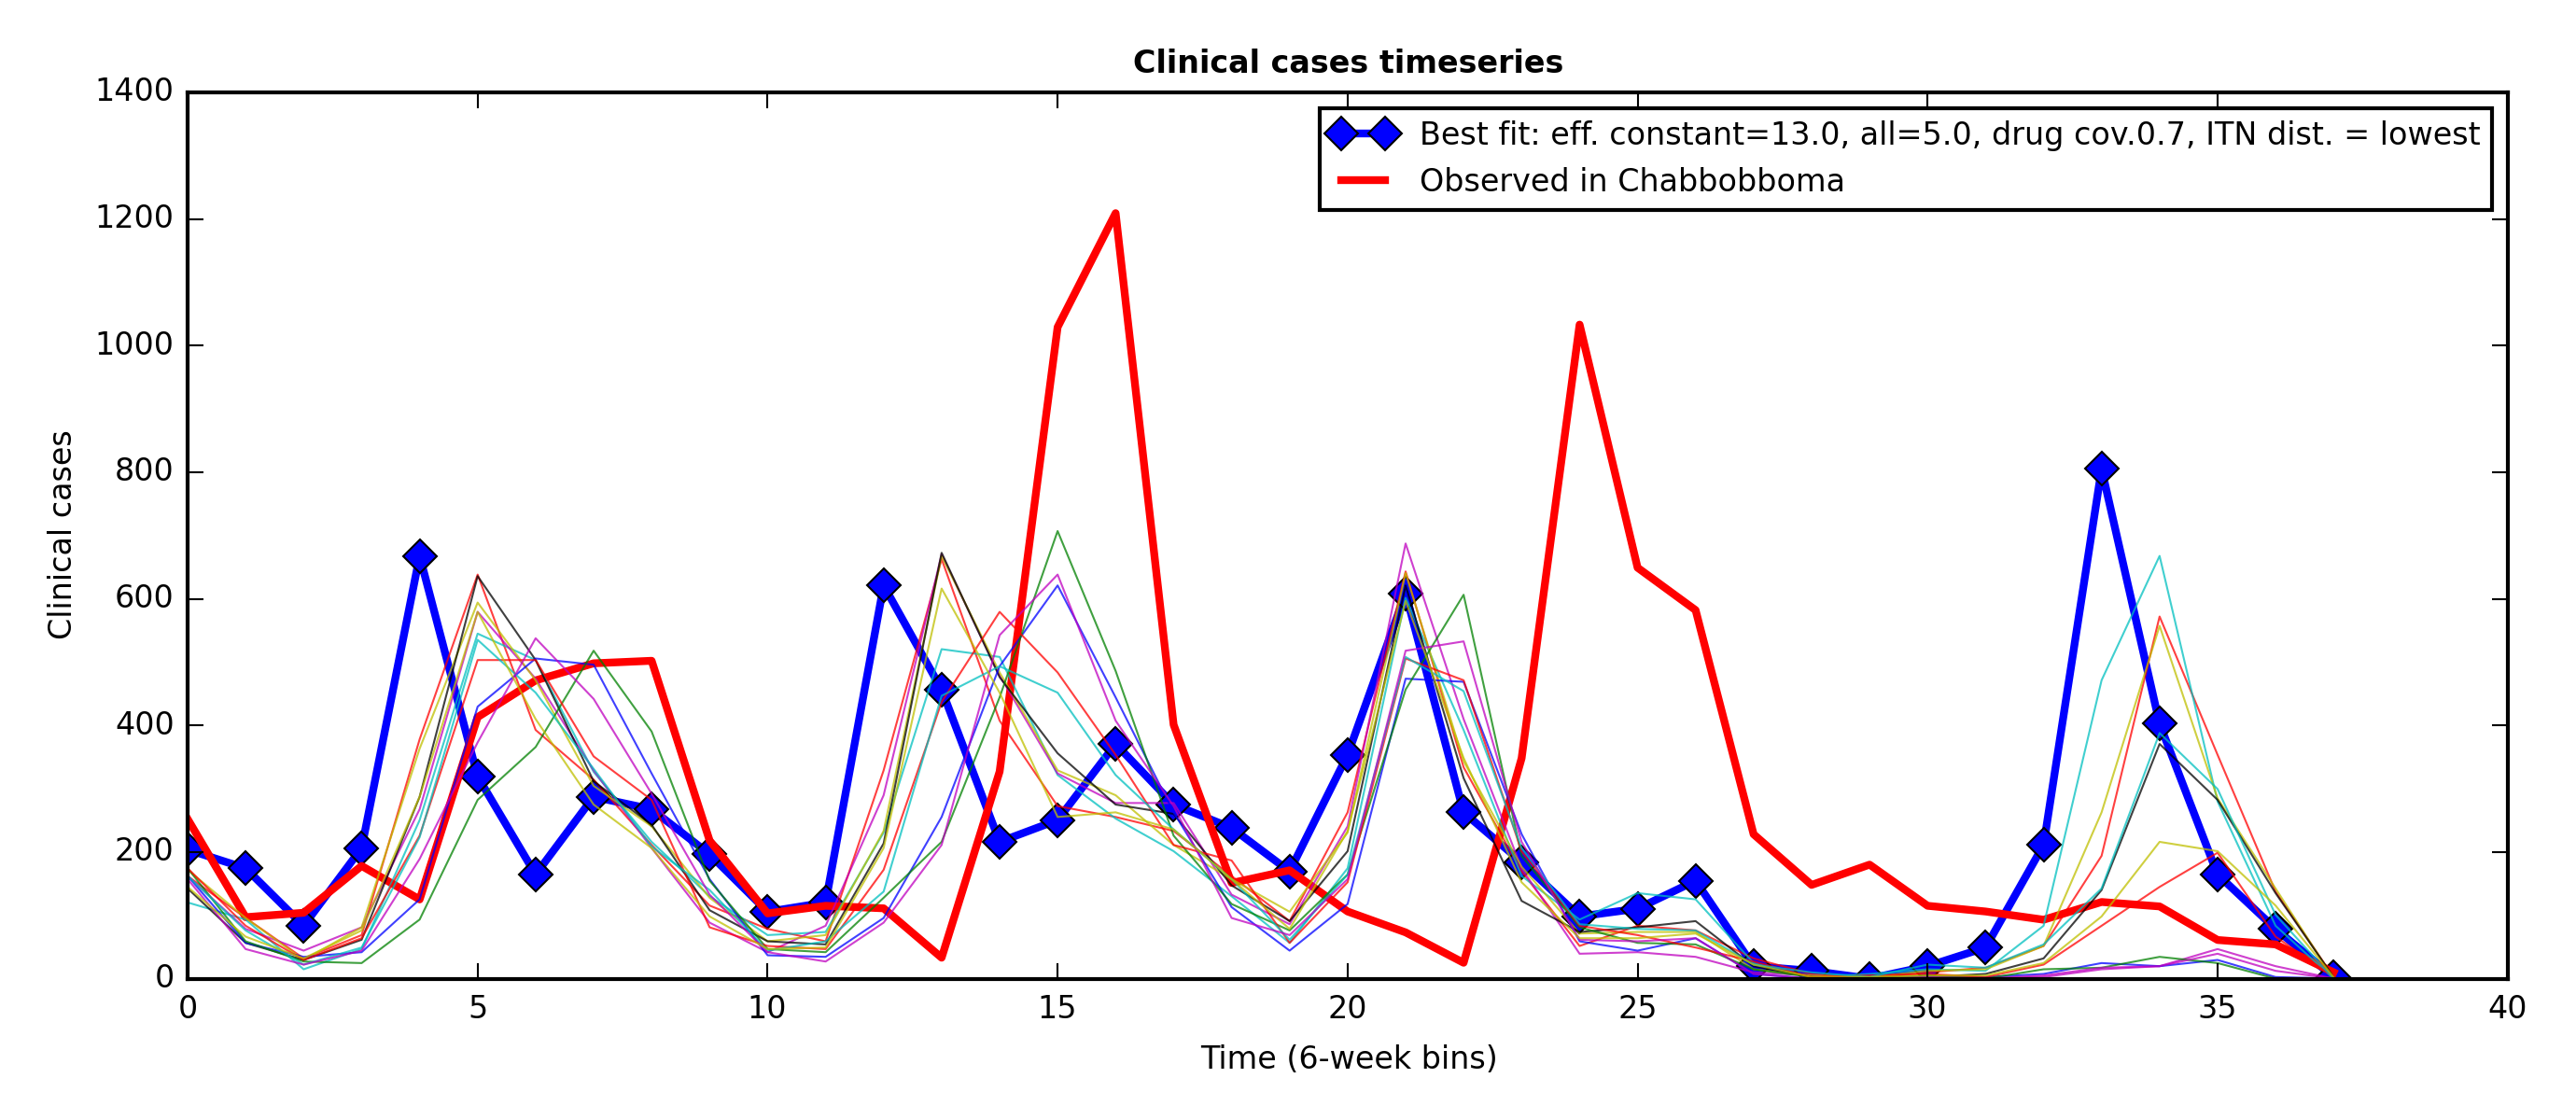 Clinical cases timeseries
1400
1200
1000
800
600
400
200
0
Clinical cases
Best fit: eff. constant=13.0, all=5.0, drug cov.0.7, ITN dist. = lowest
Observed in Chabbobboma
0 5 10 15 20 25 30 35 40
Time (6-week bins)